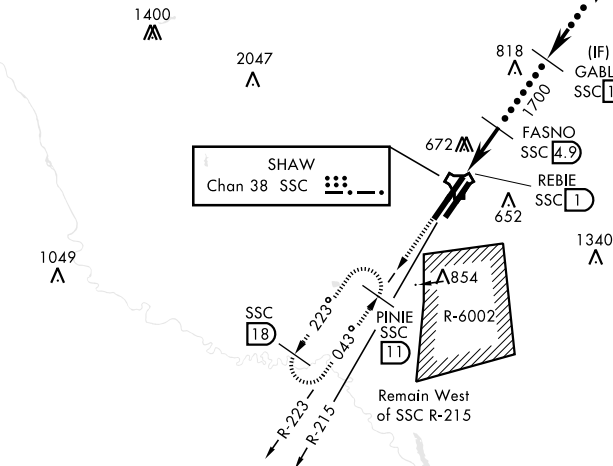 1400
2047
818
(IF)
GABL
SSC 1
1700
FASNO
SSC 4.9
672
SHAW
Chan 38 SSC
REBIE
SSC 1
652
1340
1049
854
R-6002
SSC
18
223°
043°
PINIE
SSC
11
Remain West
of SSC R-215
R-223
R-215